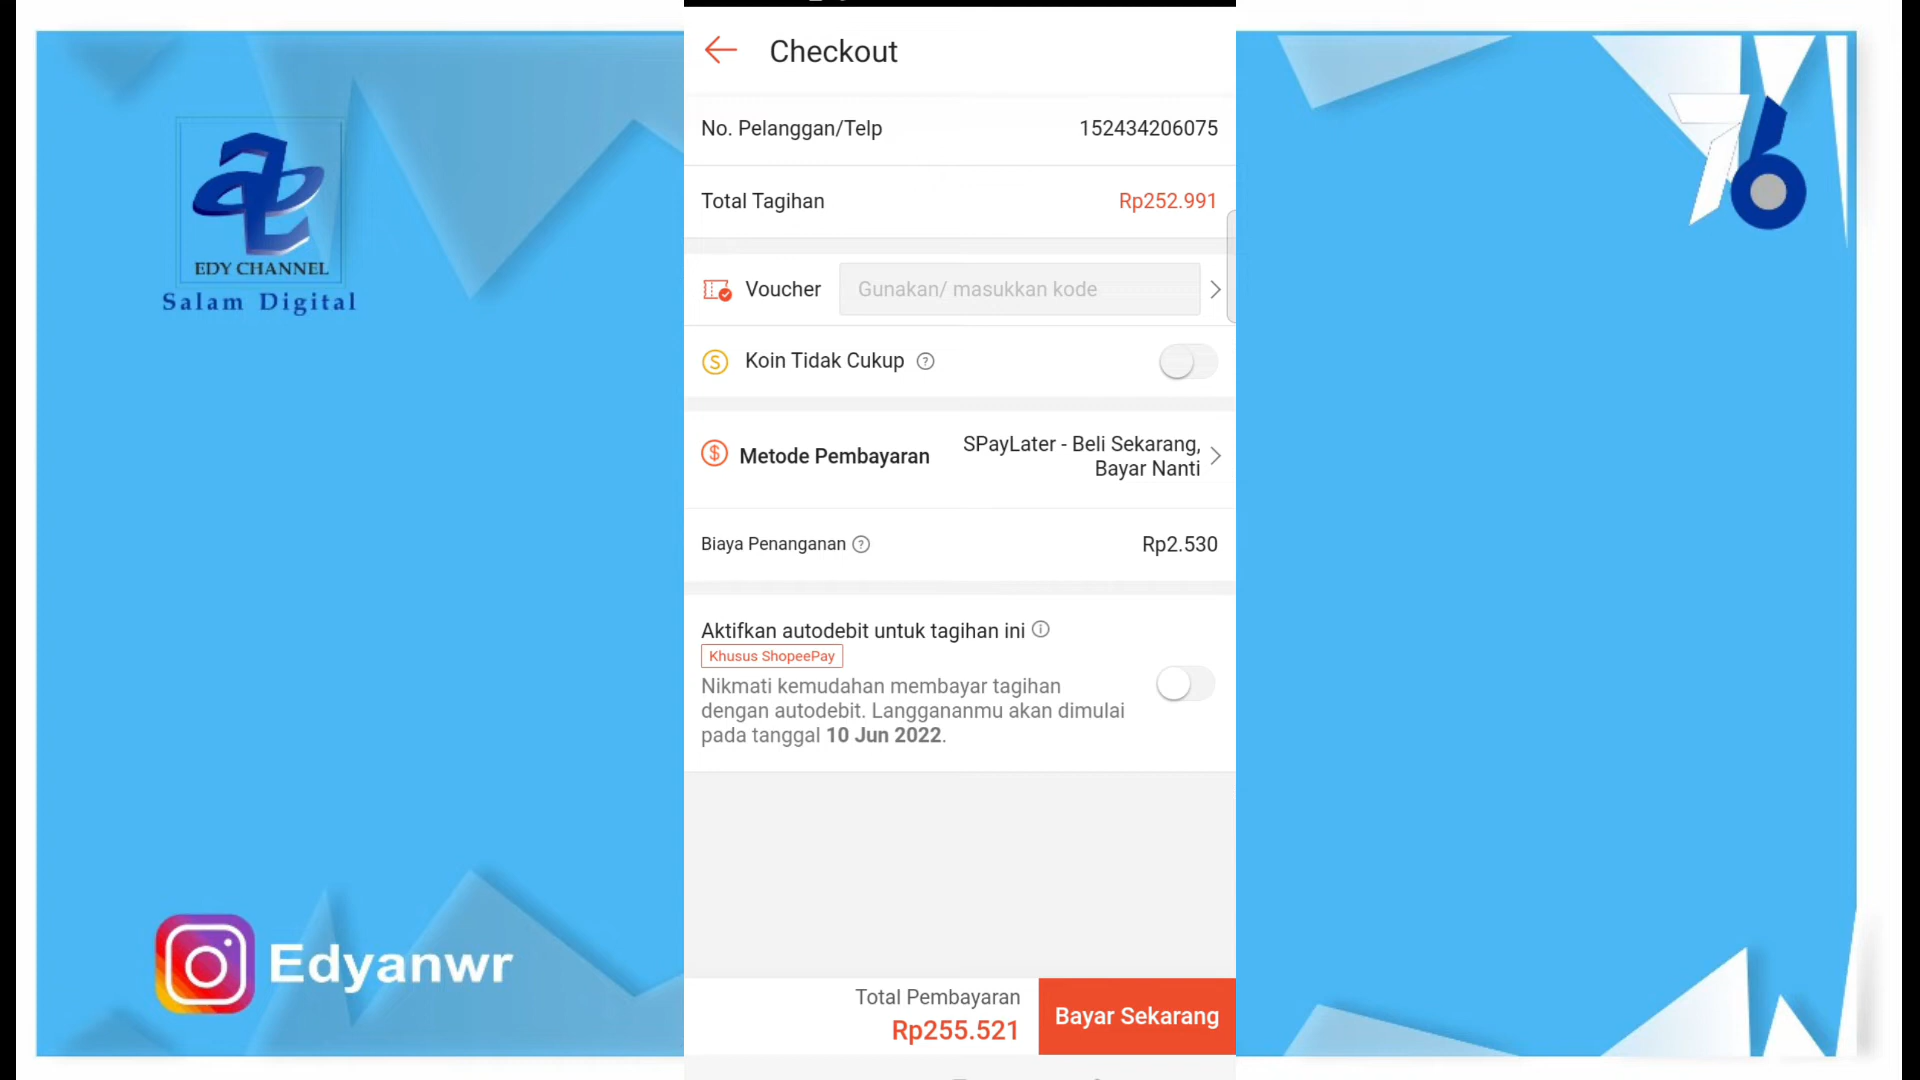 Checkout
No. Pelanggan/Telp 152434206075
Total Tagihan Rp252.991
Voucher Gunakan/ masukkan kode
Koin Tidak Cukup
Metode Pembayaran SPayLater - Beli Sekarang,
Bayar Nanti
Biaya Penanganan Rp2.530
Aktifkan autodebit untuk tagihan ini
Khusus ShopeePay
Nikmati kemudahan membayar tagihan
dengan autodebit. Langgananmu akan dimulai
pada tanggal 10 Jun 2022.
Total Pembayaran
Rp255.521
Bayar Sekarang
EDY CHANNEL
Salam Digital
Edyanwr
76